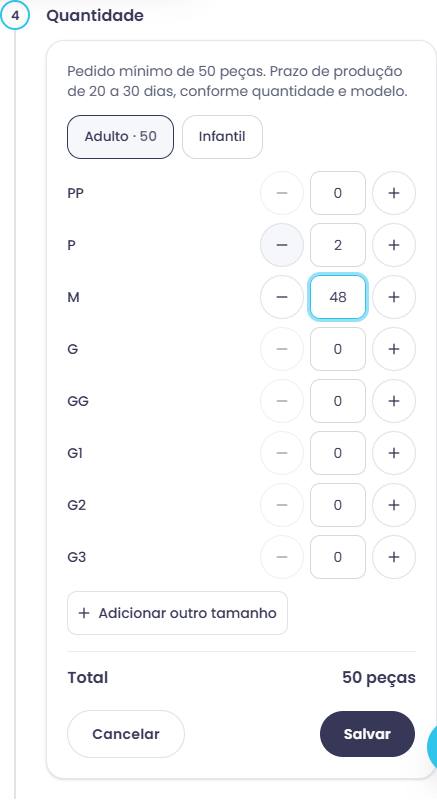 4 Quantidade
Pedido mínimo de 50 peças. Prazo de produção
de 20 a 30 dias, conforme quantidade e modelo.
Adulto · 50 Infantil
PP − 0 +
P − 2 +
M − 48 +
G − 0 +
GG − 0 +
G1 − 0 +
G2 − 0 +
G3 − 0 +
+ Adicionar outro tamanho
Total 50 peças
Cancelar Salvar